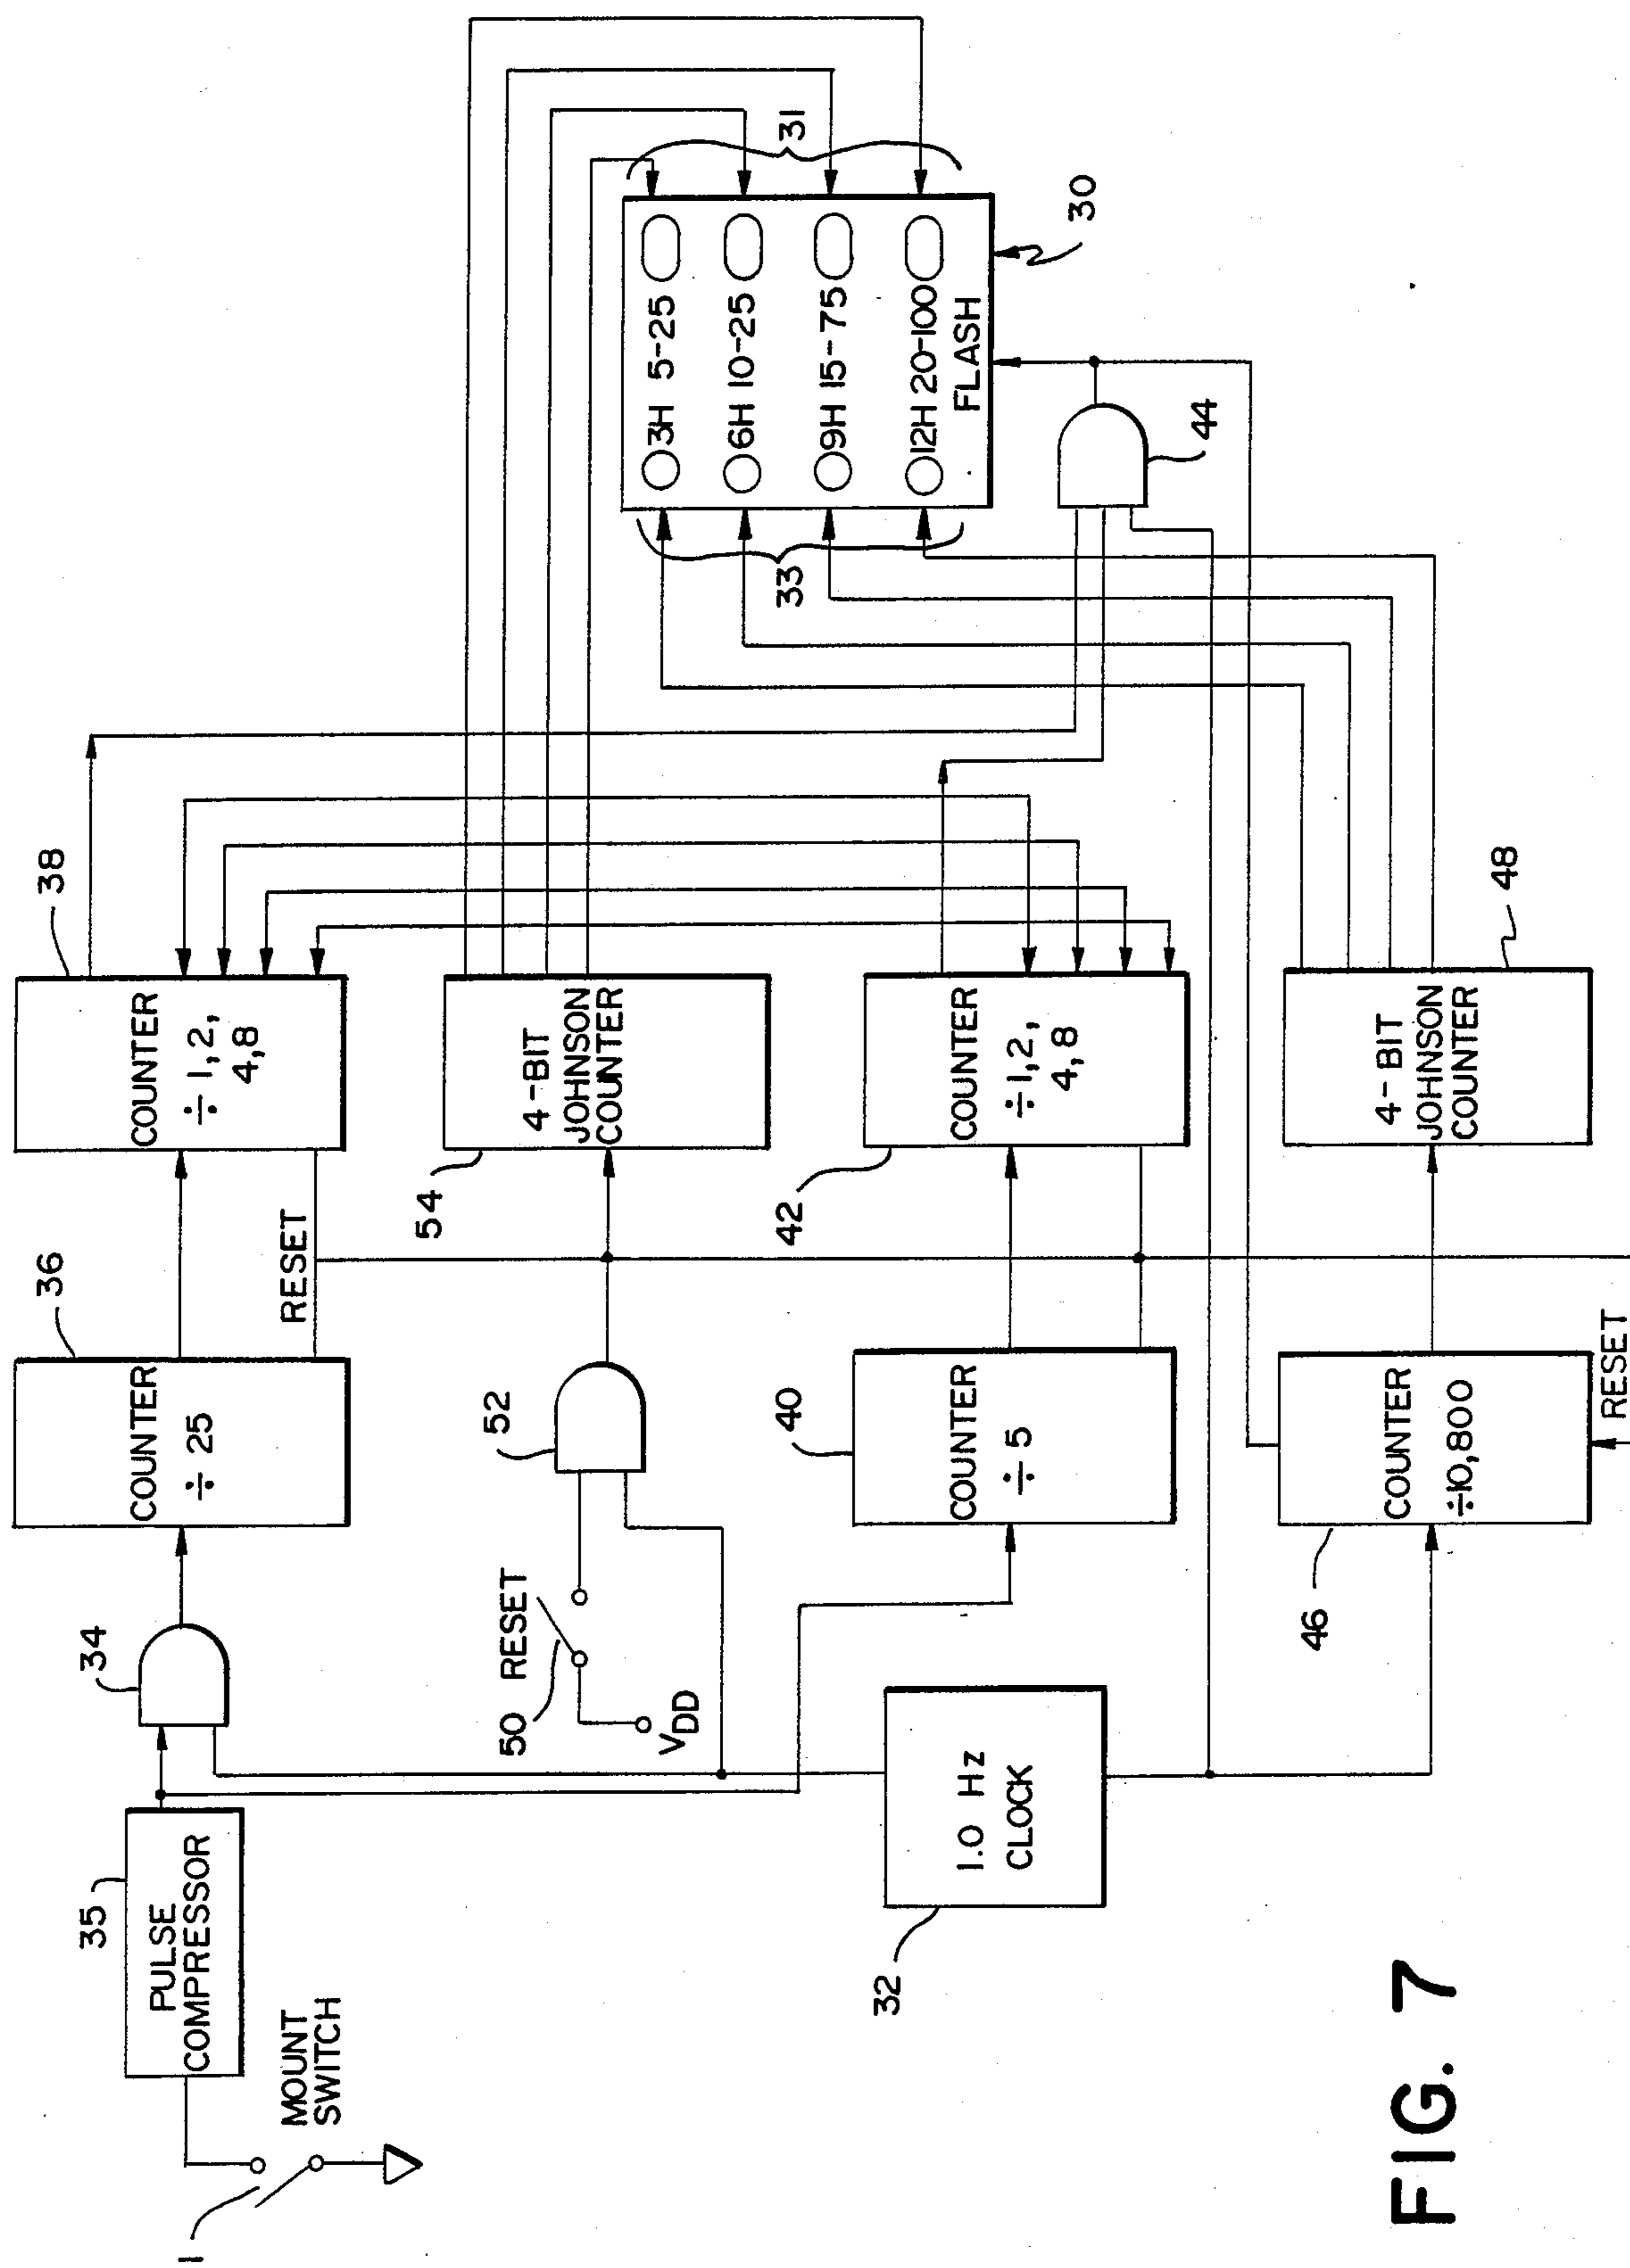 1
MOUNT
SWITCH
35
PULSE
COMPRESSOR
34
36
COUNTER
÷ 25
RESET
38
COUNTER
÷ 1,2,
4,8
50 RESET
VDD
52
54
4-BIT
JOHNSON
COUNTER
31
3H 5-25
6H 10-25
9H 15-75
12H 20-100
FLASH
33
30
32
1.0 Hz
CLOCK
40
COUNTER
÷ 5
42
COUNTER
÷1,2,
4,8
44
46
COUNTER
÷10,800
RESET
48
4-BIT
JOHNSON
COUNTER
FIG. 7